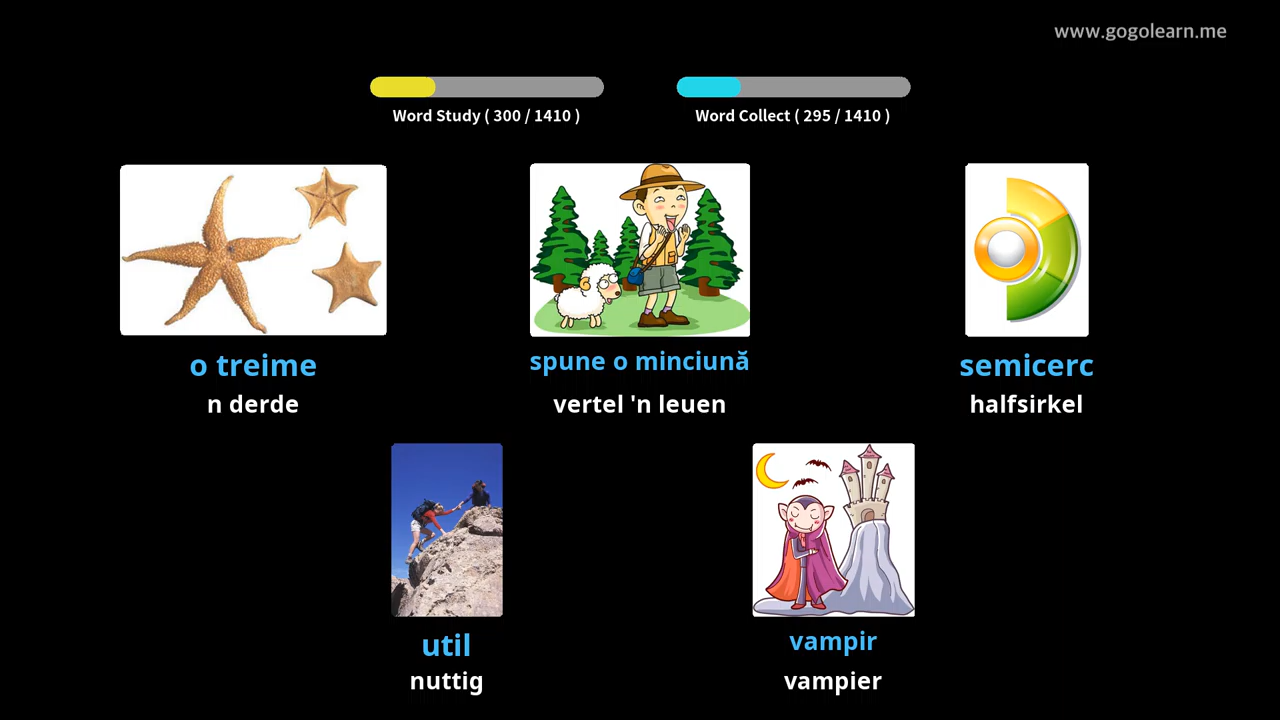 www.gogolearn.me
Word Study ( 300 / 1410 )
Word Collect ( 295 / 1410 )
o treime
n derde
spune o minciună
vertel 'n leuen
semicerc
halfsirkel
util
nuttig
vampir
vampier